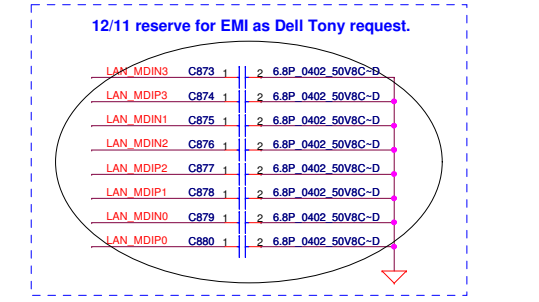 12/11 reserve for EMI as Dell Tony request.
LAN_MDIN3 C873 1 2 6.8P_0402_50V8C~D
LAN_MDIP3 C874 1 2 6.8P_0402_50V8C~D
LAN_MDIN1 C875 1 2 6.8P_0402_50V8C~D
LAN_MDIN2 C876 1 2 6.8P_0402_50V8C~D
LAN_MDIP2 C877 1 2 6.8P_0402_50V8C~D
LAN_MDIP1 C878 1 2 6.8P_0402_50V8C~D
LAN_MDIN0 C879 1 2 6.8P_0402_50V8C~D
LAN_MDIP0 C880 1 2 6.8P_0402_50V8C~D